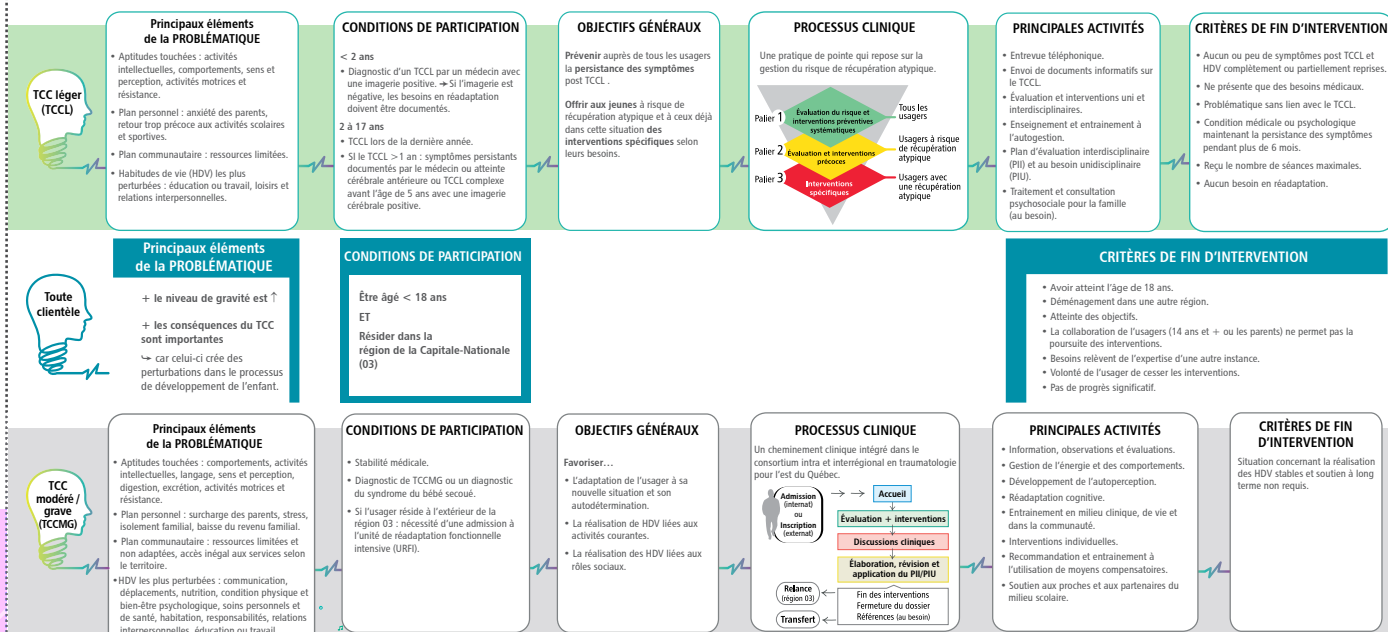 TCC léger
(TCCL)
Principaux éléments
de la PROBLÉMATIQUE
• Aptitudes touchées : activités
intellectuelles, comportements, sens et
perception, activités motrices et
résistance.
• Plan personnel : anxiété des parents,
retour trop précoce aux activités scolaires
et sportives.
• Plan communautaire : ressources limitées.
• Habitudes de vie (HDV) les plus
perturbées : éducation ou travail, loisirs et
relations interpersonnelles.
CONDITIONS DE PARTICIPATION
< 2 ans
• Diagnostic d'un TCCL par un médecin avec
une imagerie positive. → Si l'imagerie est
négative, les besoins en réadaptation
doivent être documentés.
2 à 17 ans
• TCCL lors de la dernière année.
• SI le TCCL >1 an : symptômes persistants
documentés par le médecin ou atteinte
cérébrale antérieure ou TCCL complexe
avant l'âge de 5 ans avec une imagerie
cérébrale positive.
OBJECTIFS GÉNÉRAUX
Prévenir auprès de tous les usagers
la persistance des symptômes
post TCCL .
Offrir aux jeunes à risque de
récupération atypique et à ceux déjà
dans cette situation des
interventions spécifiques selon
leurs besoins.
PROCESSUS CLINIQUE
Une pratique de pointe qui repose sur la
gestion du risque de récupération atypique.
Palier 1
Évaluation du risque et
interventions préventives
systématiques
Tous les
usagers
Palier 2
Évaluation et interventions
précoces
Usagers à risque
de récupération
atypique
Palier 3
Interventions
spécifiques
Usagers avec
une récupération
atypique
PRINCIPALES ACTIVITÉS
• Entrevue téléphonique.
• Envoi de documents informatifs sur
le TCCL.
• Évaluation et interventions uni et
interdisciplinaires.
• Enseignement et entrainement à
l'autogestion.
• Plan d'évaluation interdisciplinaire
(PII) et au besoin unidisciplinaire
(PIU).
• Traitement et consultation
psychosociale pour la famille
(au besoin).
CRITÈRES DE FIN D'INTERVENTION
• Aucun ou peu de symptômes post TCCL et
HDV complètement ou partiellement reprises.
• Ne présente que des besoins médicaux.
• Problématique sans lien avec le TCCL.
• Condition médicale ou psychologique
maintenant la persistance des symptômes
pendant plus de 6 mois.
• Reçu le nombre de séances maximales.
• Aucun besoin en réadaptation.
Toute
clientèle
Principaux éléments
de la PROBLÉMATIQUE
+ le niveau de gravité est ↑
+ les conséquences du TCC
sont importantes
↪ car celui-ci crée des
perturbations dans le processus
de développement de l'enfant.
CONDITIONS DE PARTICIPATION
Être âgé < 18 ans
ET
Résider dans la
région de la Capitale-Nationale
(03)
CRITÈRES DE FIN D'INTERVENTION
• Avoir atteint l'âge de 18 ans.
• Déménagement dans une autre région.
• Atteinte des objectifs.
• La collaboration de l'usagers (14 ans et + ou les parents) ne permet pas la
poursuite des interventions.
• Besoins relèvent de l'expertise d'une autre instance.
• Volonté de l'usager de cesser les interventions.
• Pas de progrès significatif.
TCC
modéré /
grave
(TCCMG)
Principaux éléments
de la PROBLÉMATIQUE
• Aptitudes touchées : comportements, activités
intellectuelles, langage, sens et perception,
digestion, excrétion, activités motrices et
résistance.
• Plan personnel : surcharge des parents, stress,
isolement familial, baisse du revenu familial.
• Plan communautaire : ressources limitées et
non adaptées, accès inégal aux services selon
le territoire.
• HDV les plus perturbées : communication,
déplacements, nutrition, condition physique et
bien-être psychologique, soins personnels et
de santé, habitation, responsabilités, relations
interpersonnelles, éducation ou travail
CONDITIONS DE PARTICIPATION
• Stabilité médicale.
• Diagnostic de TCCMG ou un diagnostic
du syndrome du bébé secoué.
• Si l'usager réside à l'extérieur de la
région 03 : nécessité d'une admission à
l'unité de réadaptation fonctionnelle
intensive (URFI).
OBJECTIFS GÉNÉRAUX
Favoriser…
• L'adaptation de l'usager à sa
nouvelle situation et son
autodétermination.
• La réalisation de HDV liées aux
activités courantes.
• La réalisation des HDV liées aux
rôles sociaux.
PROCESSUS CLINIQUE
Un cheminement clinique intégré dans le
consortium intra et interrégional en traumatologie
pour l'est du Québec.
Admission
(internat)
ou
Inscription
(external)
→ → Accueil
Évaluation + interventions
Discussions cliniques
Élaboration, révision et
application du PII/PIU
Relance
(région 03)
Transfert
Fin des interventions
Fermeture du dossier
Références (au besoin)
PRINCIPALES ACTIVITÉS
• Information, observations et évaluations.
• Gestion de l'énergie et des comportements.
• Développement de l'autoperception.
• Réadaptation cognitive.
• Entrainement en milieu clinique, de vie et
dans la communauté.
• Interventions individuelles.
• Recommandation et entrainement à
l'utilisation de moyens compensatoires.
• Soutien aux proches et aux partenaires du
milieu scolaire.
CRITÈRES DE FIN
D'INTERVENTION
Situation concernant la réalisation
des HDV stables et soutien à long
terme non requis.